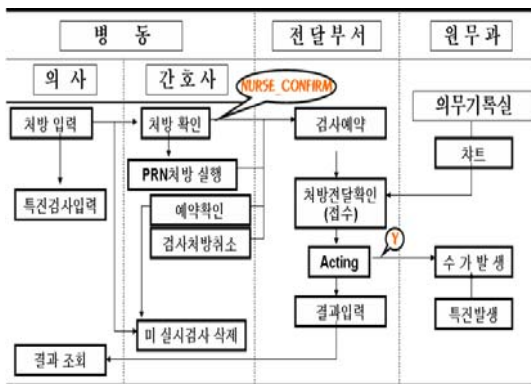 병 동
전달부서
원무과
의 사
간호사
NURSE_CONFIRM
처방 입력
처방 확인
검사예약
의무기록실
챠트
PRN처방 실행
특진검사입력
예약확인
검사처방취소
처방전달확인
(접수)
Y
Acting
수 가 발 생
결과입력
특진발생
미 실시검사 삭제
결과 조회